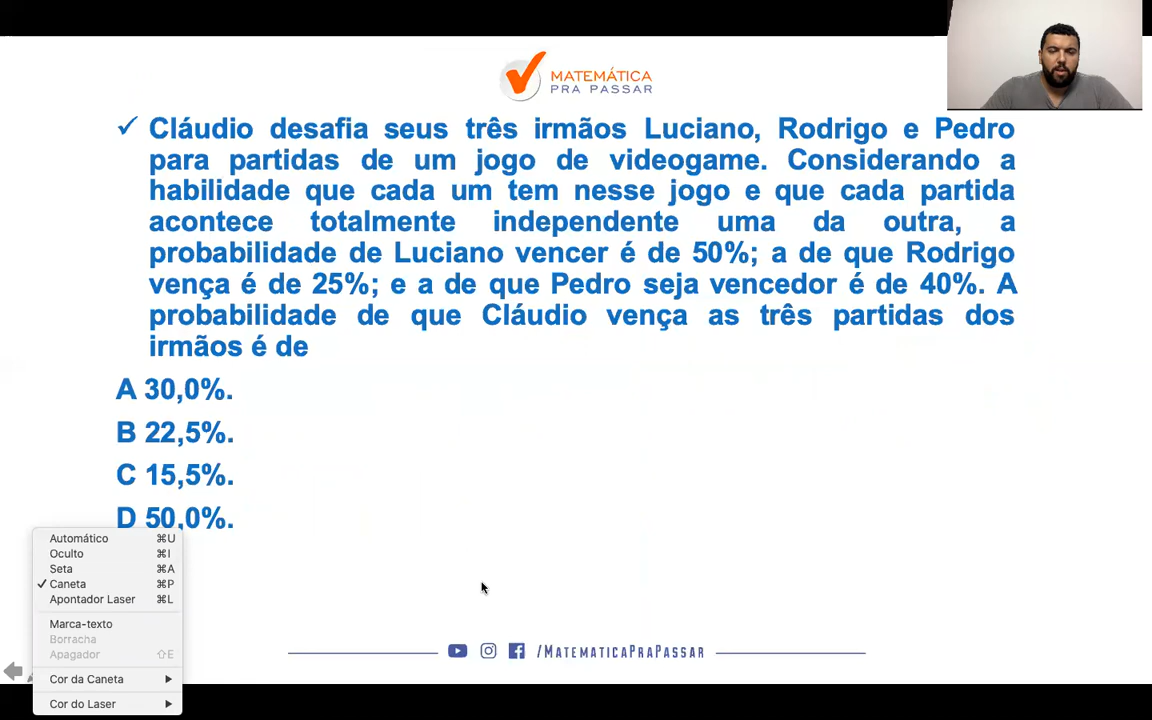 MATEMÁTICA
PRA PASSAR
✓ Cláudio desafia seus três irmãos Luciano, Rodrigo e Pedro
para partidas de um jogo de videogame. Considerando a
habilidade que cada um tem nesse jogo e que cada partida
acontece totalmente independente uma da outra, a
probabilidade de Luciano vencer é de 50%; a de que Rodrigo
vença é de 25%; e a de que Pedro seja vencedor é de 40%. A
probabilidade de que Cláudio vença as três partidas dos
irmãos é de
A 30,0%.
B 22,5%.
C 15,5%.
D 50,0%.
Automático ⌘U
Oculto ⌘I
Seta ⌘A
✓ Caneta ⌘P
Apontador Laser ⌘L
Marca-texto
Borracha
Apagador ⇧E
Cor da Caneta ▶
Cor do Laser ▶
/MATEMATICAPRAPASSAR